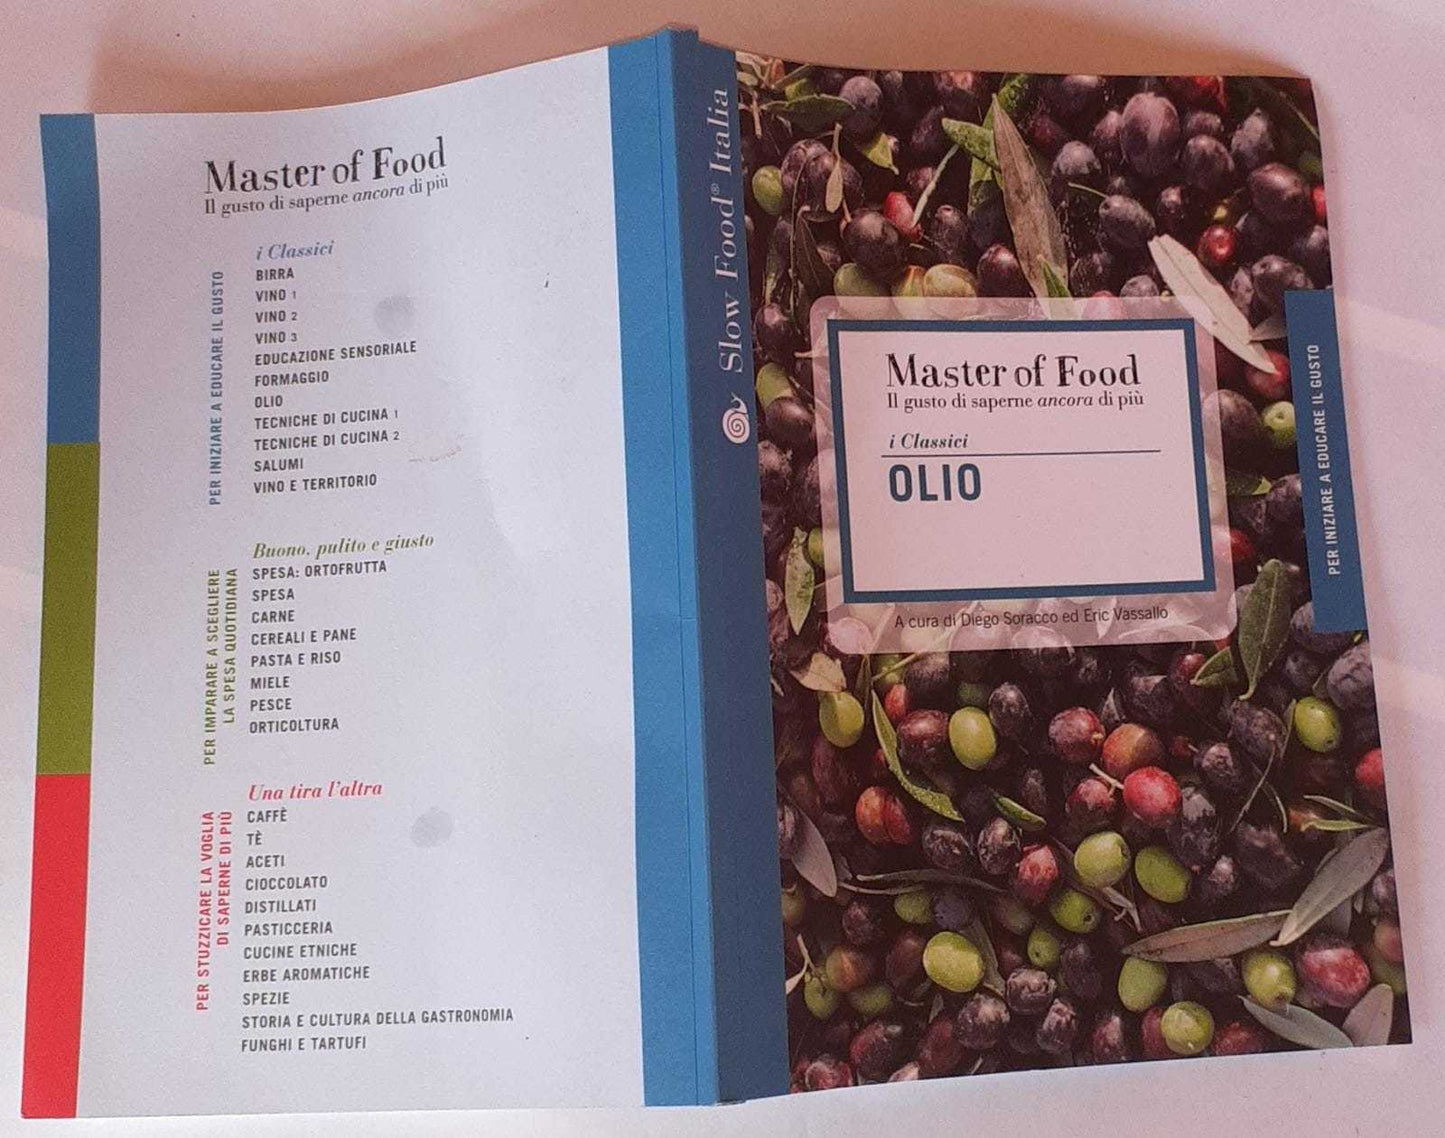 Master of Food
Il gusto di saperne ancora di più
PER INIZIARE A EDUCARE IL GUSTO
i Classici
BIRRA
VINO 1
VINO 2
VINO 3
EDUCAZIONE SENSORIALE
FORMAGGIO
OLIO
TECNICHE DI CUCINA 1
TECNICHE DI CUCINA 2
SALUMI
VINO E TERRITORIO
PER IMPARARE A SCEGLIERE
LA SPESA QUOTIDIANA
Buono, pulito e giusto
SPESA: ORTOFRUTTA
SPESA
CARNE
CEREALI E PANE
PASTA E RISO
MIELE
PESCE
ORTICOLTURA
PER STUZZICARE LA VOGLIA
DI SAPERNE DI PIÙ
Una tira l'altra
CAFFÈ
TÈ
ACETI
CIOCCOLATO
DISTILLATI
PASTICCERIA
CUCINE ETNICHE
ERBE AROMATICHE
SPEZIE
STORIA E CULTURA DELLA GASTRONOMIA
FUNGHI E TARTUFI
Slow Food® Italia
Master of Food
Il gusto di saperne ancora di più
i Classici
OLIO
A cura di Diego Soracco ed Eric Vassallo
PER INIZIARE A EDUCARE IL GUSTO